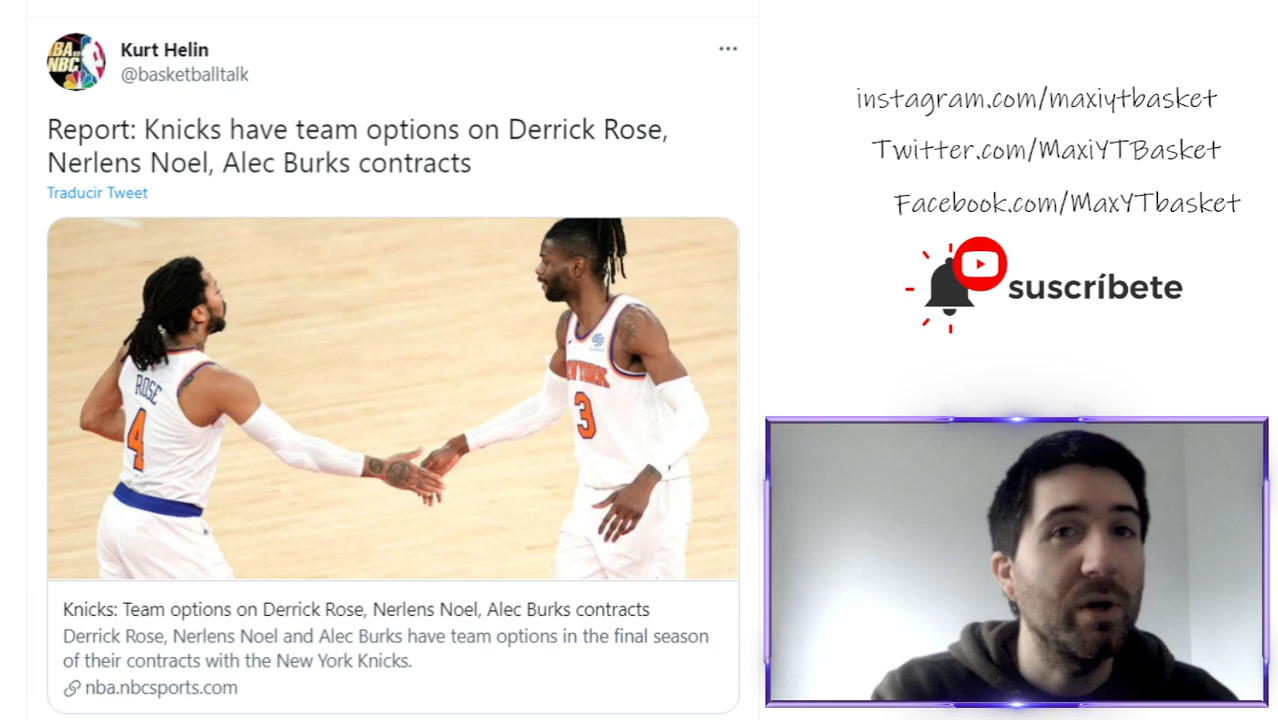 Kurt Helin
@basketballtalk
Report: Knicks have team options on Derrick Rose,
Nerlens Noel, Alec Burks contracts
Traducir Tweet
ROSE
4
NEW YORK
3
Knicks: Team options on Derrick Rose, Nerlens Noel, Alec Burks contracts
Derrick Rose, Nerlens Noel and Alec Burks have team options in the final season
of their contracts with the New York Knicks.
nba.nbcsports.com
instagram.com/maxiytbasket
Twitter.com/MaxiYTBasket
Facebook.com/MaxYTbasket
suscríbete